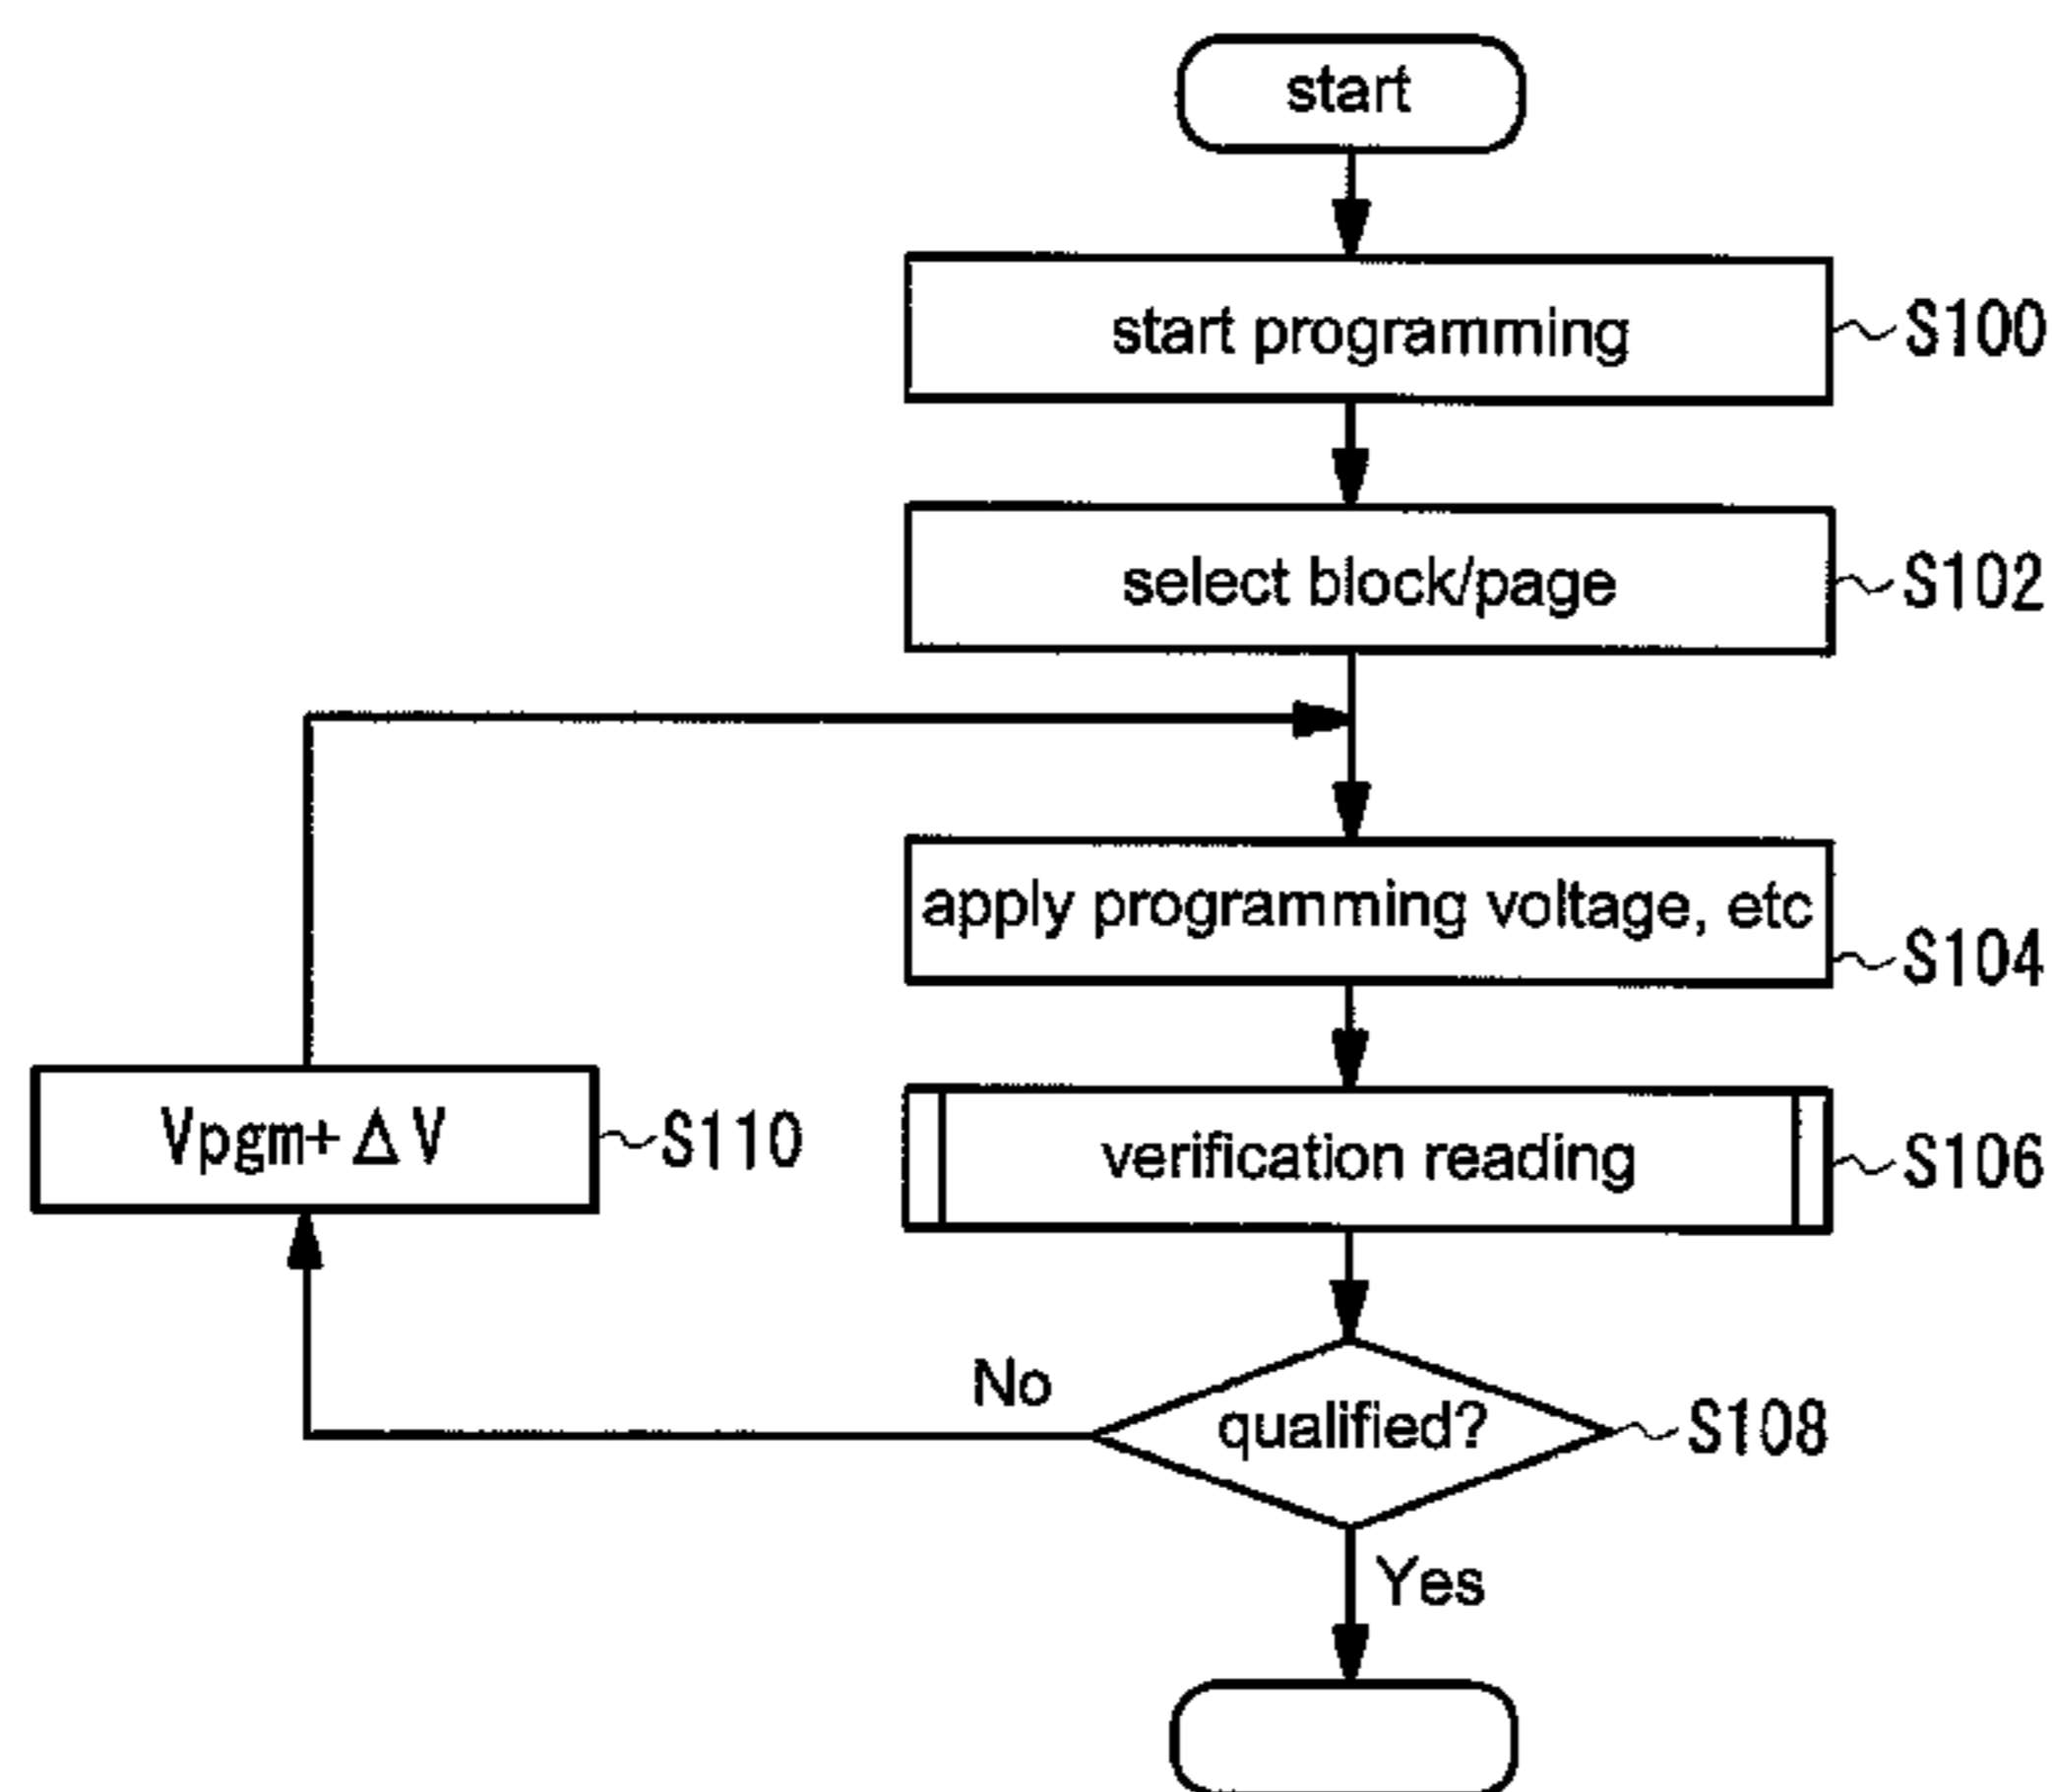 start
start programming
S100
select block/page
S102
apply programming voltage, etc
S104
Vpgm+ΔV
S110
verification reading
S106
No
qualified?
S108
Yes